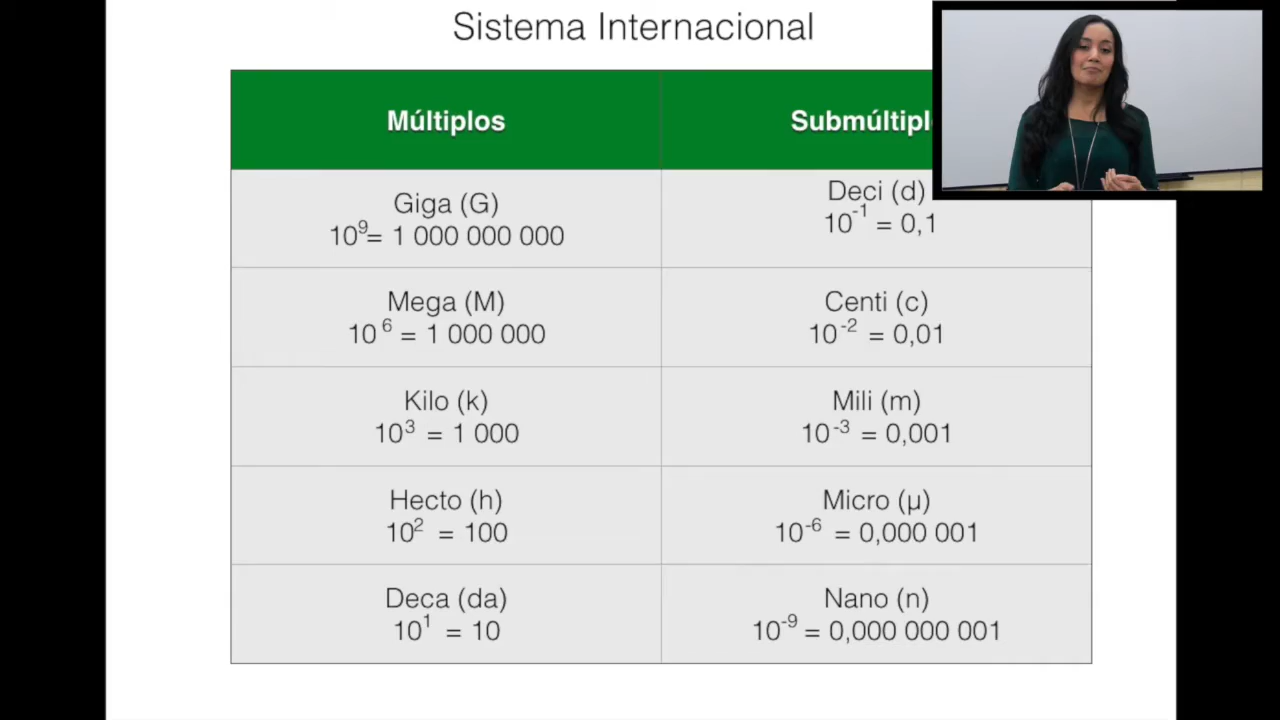 Sistema Internacional
Múltiplos
Giga (G)
10⁹= 1 000 000 000
Deci (d)
10⁻¹ = 0,1
Mega (M)
10⁶ = 1 000 000
Centi (c)
10⁻² = 0,01
Kilo (k)
10³ = 1 000
Mili (m)
10⁻³ = 0,001
Hecto (h)
10² = 100
Micro (µ)
10⁻⁶ = 0,000 001
Deca (da)
10¹ = 10
Nano (n)
10⁻⁹ = 0,000 000 001